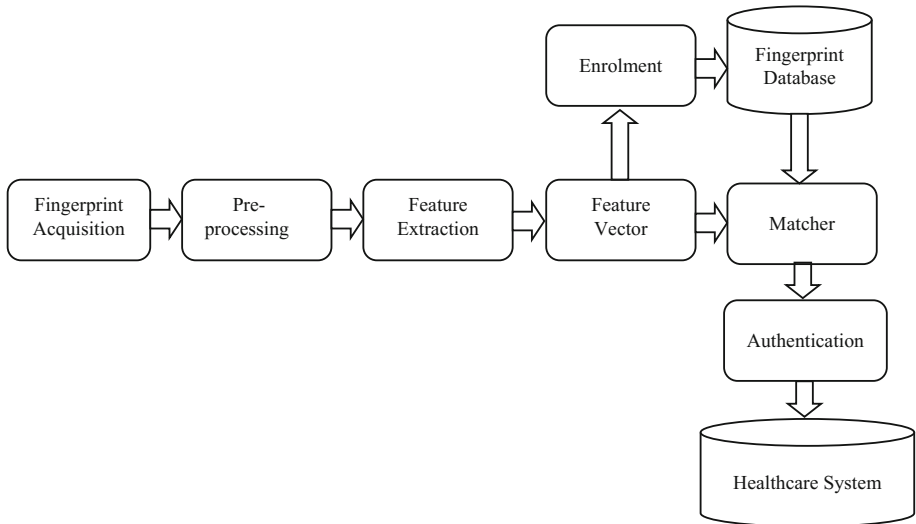 Enrolment
Fingerprint
Database
Fingerprint
Acquisition
Pre-
processing
Feature
Extraction
Feature
Vector
Matcher
Authentication
Healthcare System